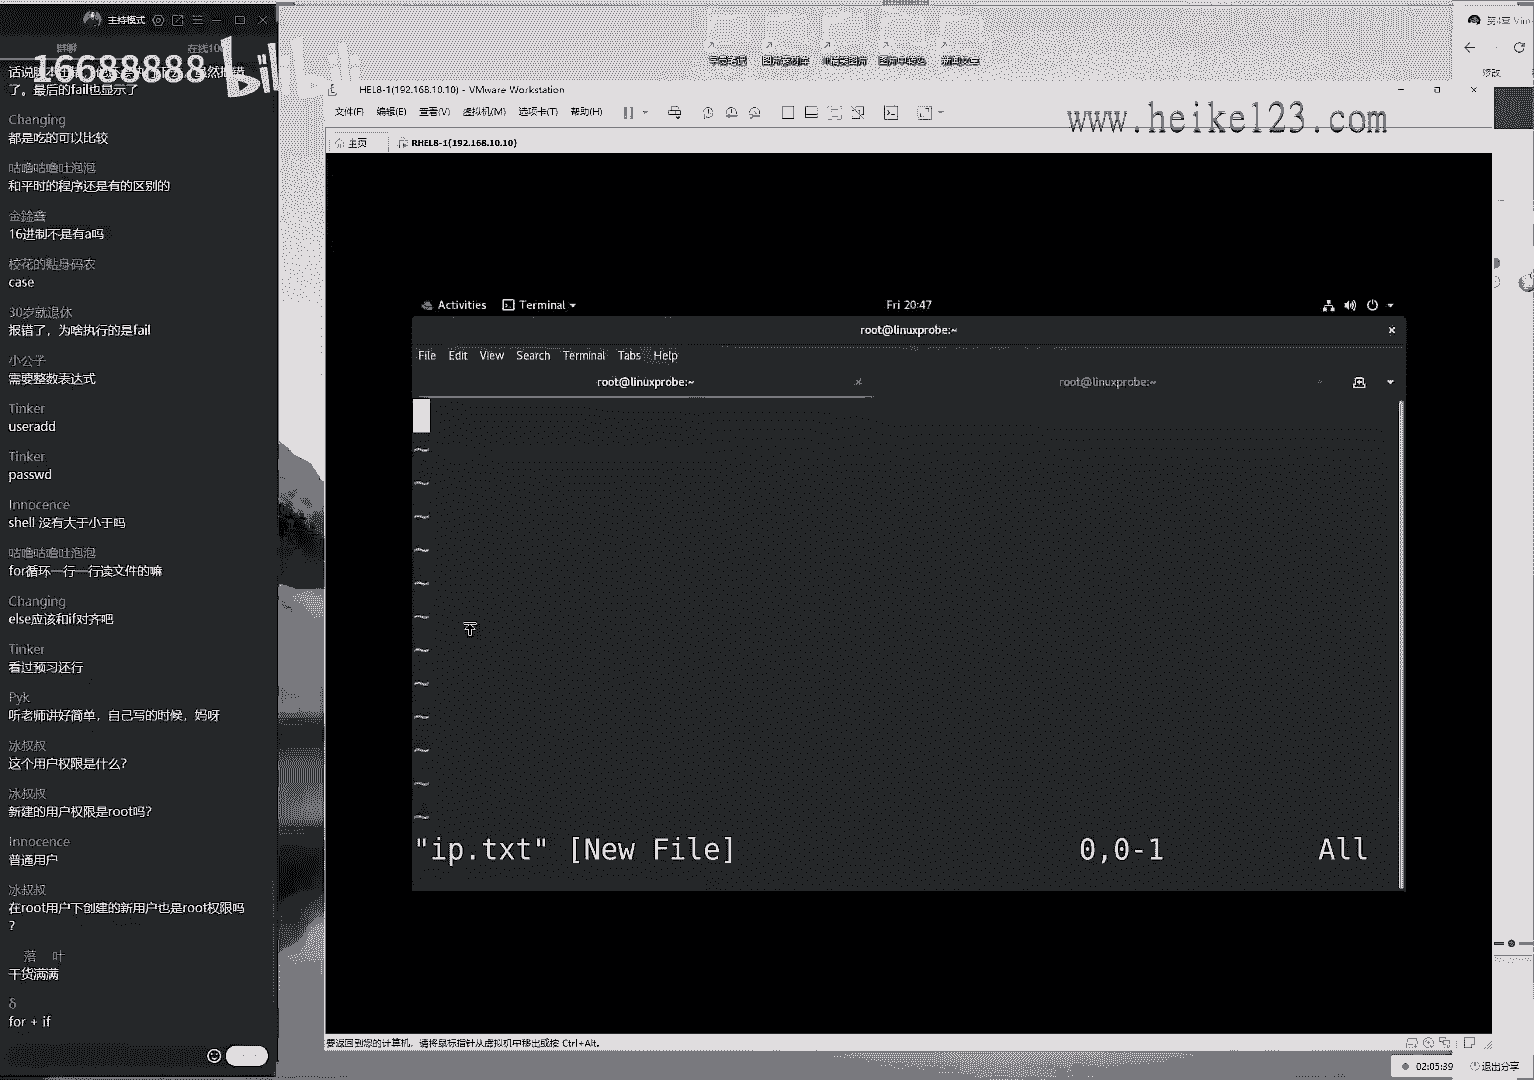 主持模式
群聊
在线10
16688888
bilibili
了。最后的fail也显示了
Changing
都是吃的可以比较
咕噜咕噜吐泡泡
和平时的程序还是有的区别的
16进制不是有a吗
校花的贴身码农
case
30岁就退休
报错了，为啥执行的是fail
小公子
需要整数表达式
Tinker
useradd
Tinker
passwd
Innocence
shell 没有大于小于吗
咕噜咕噜吐泡泡
for循环一行一行读文件的嘛
Changing
else应该和if对齐吧
Tinker
看过预习还行
Pyk
听老师讲好简单，自己写的时候，妈呀
冰叔叔
这个用户权限是什么？
冰叔叔
新建的用户权限是root吗？
Innocence
普通用户
冰叔叔
在root用户下创建的新用户也是root权限吗
？
落 叶
干货满满
δ
for + if
HEL8-1(192.168.10.10) - VMware Workstation
文件(F) 编辑(E) 查看(V) 虚拟机(M) 选项卡(T) 帮助(H)
www.heike123.com
主页
RHEL8-1(192.168.10.10)
Activities Terminal Fri 20:47
root@linuxprobe:~
File Edit View Search Terminal Tabs Help
root@linuxprobe:~ root@linuxprobe:~
~
~
~
~
~
~
~
~
~
~
~
~
"ip.txt" [New File] 0,0-1 All
要返回到您的计算机，请将鼠标指针从虚拟机中移出或按 Ctrl+Alt。
02:05:39 退出分享
第4章 Vim
修改